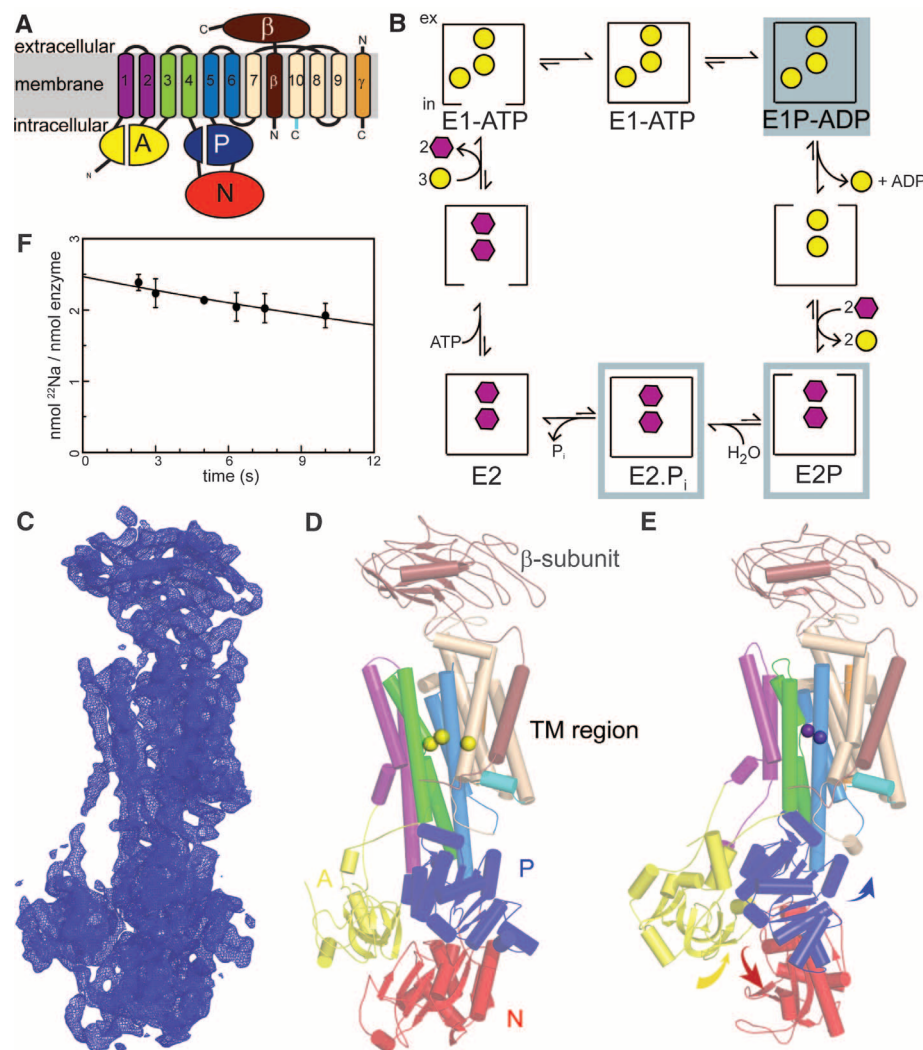 A
extracellular
membrane
intracellular
C
β
N
1 2 3 4 5 6 7 β 10 8 9 γ
N C C
A
P
N
N
B
ex
in
E1-ATP
E1-ATP
E1P-ADP
2
3
+ ADP
ATP
2
2
E2
Pi
E2.Pi
H2O
E2P
F
nmol 22Na / nmol enzyme
3
2
1
0
0 3 6 9 12
time (s)
C
D
E
β-subunit
TM region
A
P
N